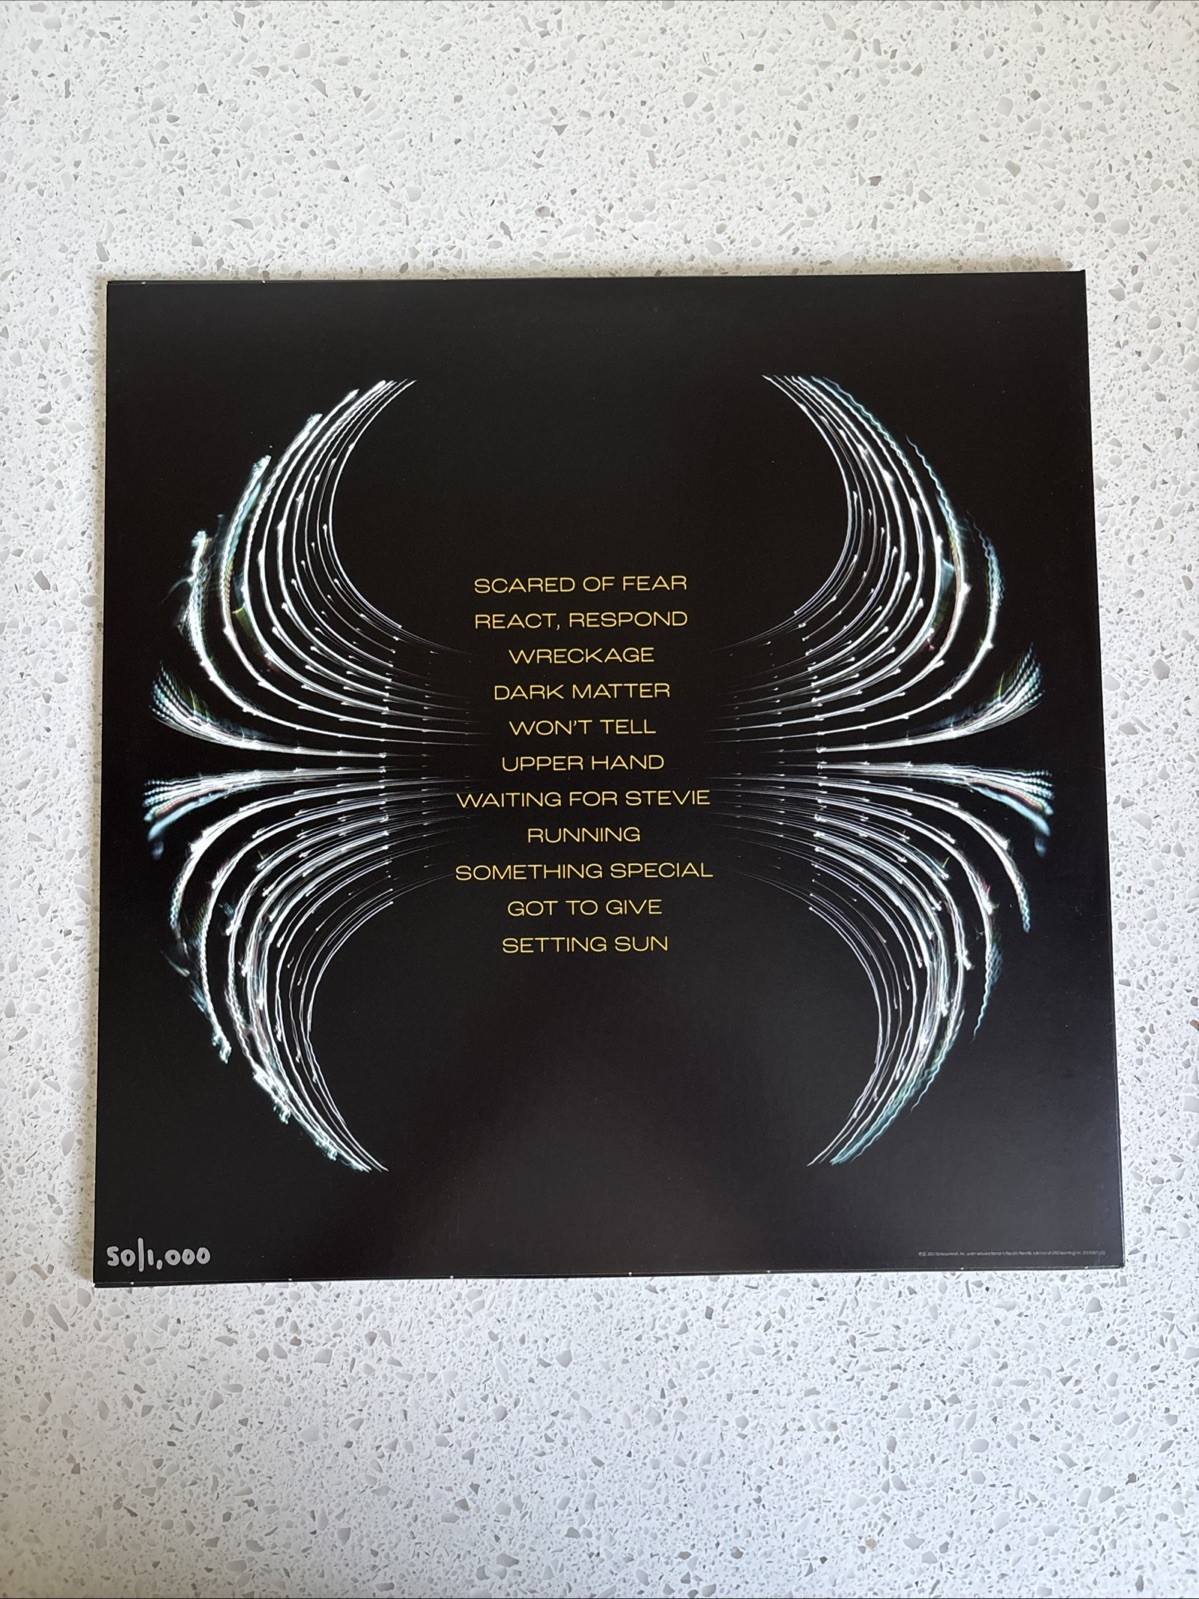 SCARED OF FEAR
REACT, RESPOND
WRECKAGE
DARK MATTER
WON'T TELL
UPPER HAND
WAITING FOR STEVIE
RUNNING
SOMETHING SPECIAL
GOT TO GIVE
SETTING SUN
50/1,000